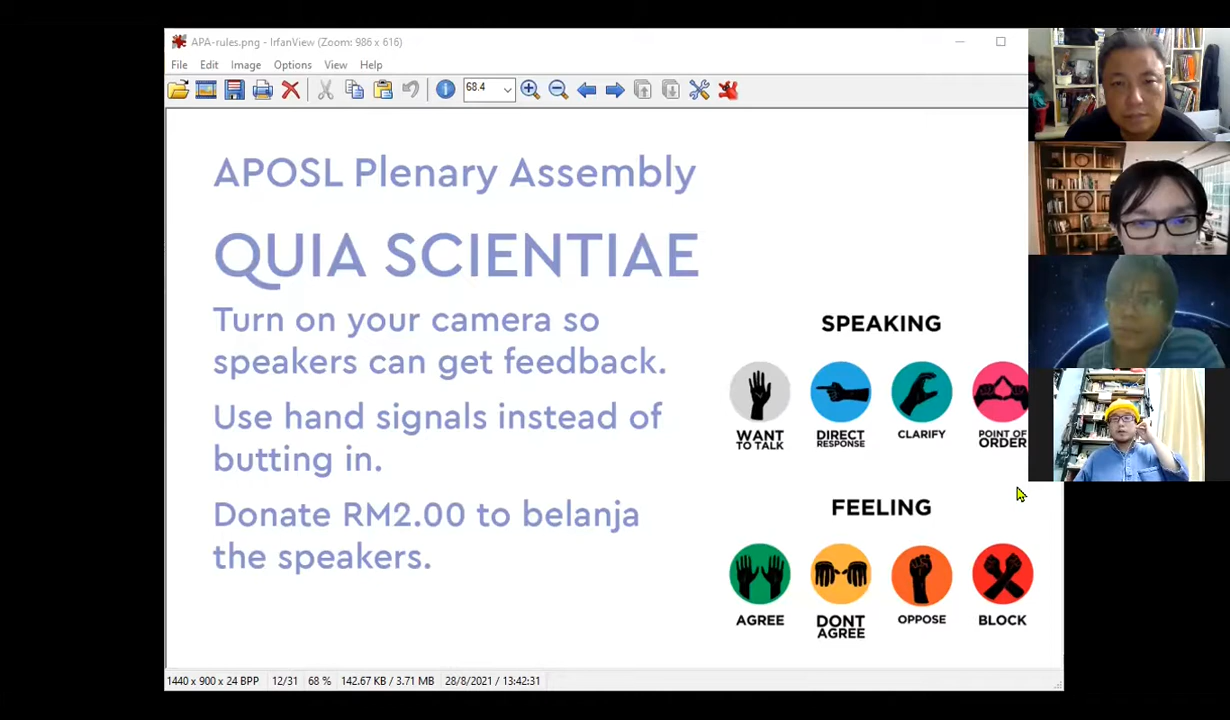 APA-rules.png - IrfanView (Zoom: 986 x 616)
File Edit Image Options View Help
68.4
APOSL Plenary Assembly
QUIA SCIENTIAE
Turn on your camera so
speakers can get feedback.
Use hand signals instead of
butting in.
Donate RM2.00 to belanja
the speakers.
SPEAKING
WANT
TO TALK
DIRECT
RESPONSE
CLARIFY
POINT OF
ORDER
FEELING
AGREE
DONT
AGREE
OPPOSE
BLOCK
1440 x 900 x 24 BPP 12/31 68 % 142.67 KB / 3.71 MB 28/8/2021 / 13:42:31